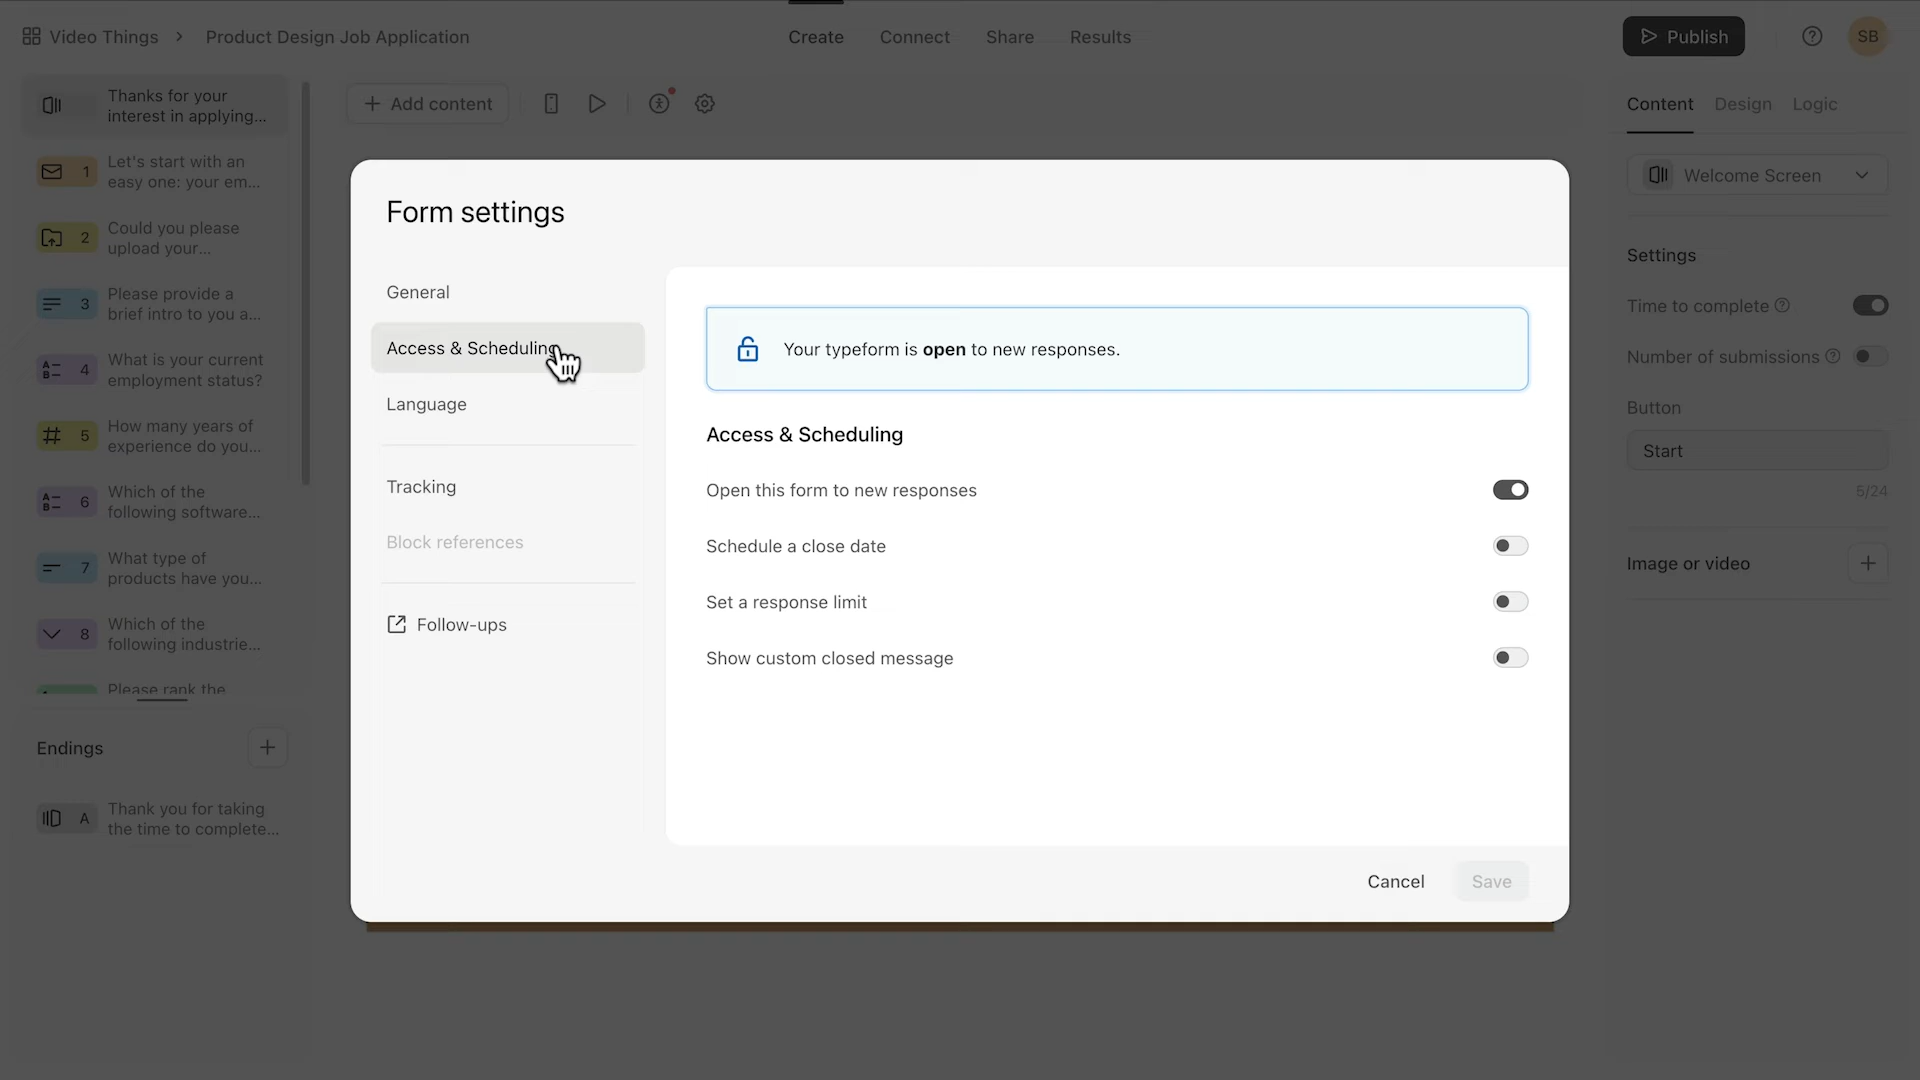 Video Things > Product Design Job Application
Create
Connect
Share
Results
Publish
SB
Thanks for your
interest in applying...
1
Let's start with an
easy one: your em...
2
Could you please
upload your...
3
Please provide a
brief intro to you a...
4
What is your current
employment status?
5
How many years of
experience do you...
6
Which of the
following software...
7
What type of
products have you...
8
Which of the
following industrie...
Please rank the
Endings
A
Thank you for taking
the time to complete...
Add content
Form settings
General
Access & Scheduling
Language
Tracking
Block references
Follow-ups
Your typeform is open to new responses.
Access & Scheduling
Open this form to new responses
Schedule a close date
Set a response limit
Show custom closed message
Cancel
Save
Content
Design
Logic
Welcome Screen
Settings
Time to complete
Number of submissions
Button
Start
5/24
Image or video